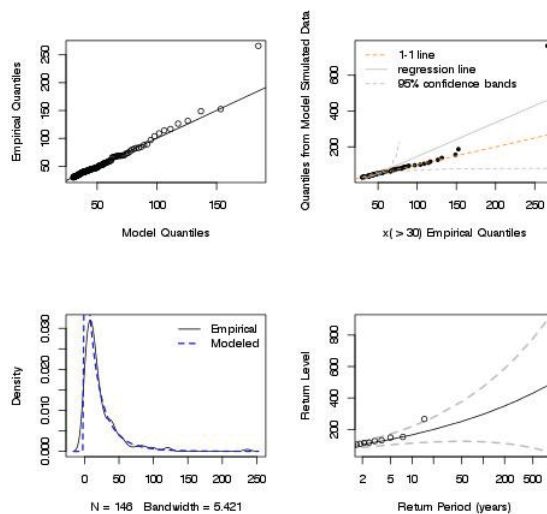 Empirical Quantiles
50 100 150 200 250
50 100 150
Model Quantiles
Quantiles from Model Simulated Data
200 400 600
1-1 line
regression line
95% confidence bands
50 100 150 200 250
x( > 30) Empirical Quantiles
Density
0.000 0.010 0.020 0.030
Empirical
Modeled
0 50 100 150 200 250
N = 146 Bandwidth = 5.421
Return Level
200 400 600 800
2 5 10 50 500
Return Period (years)